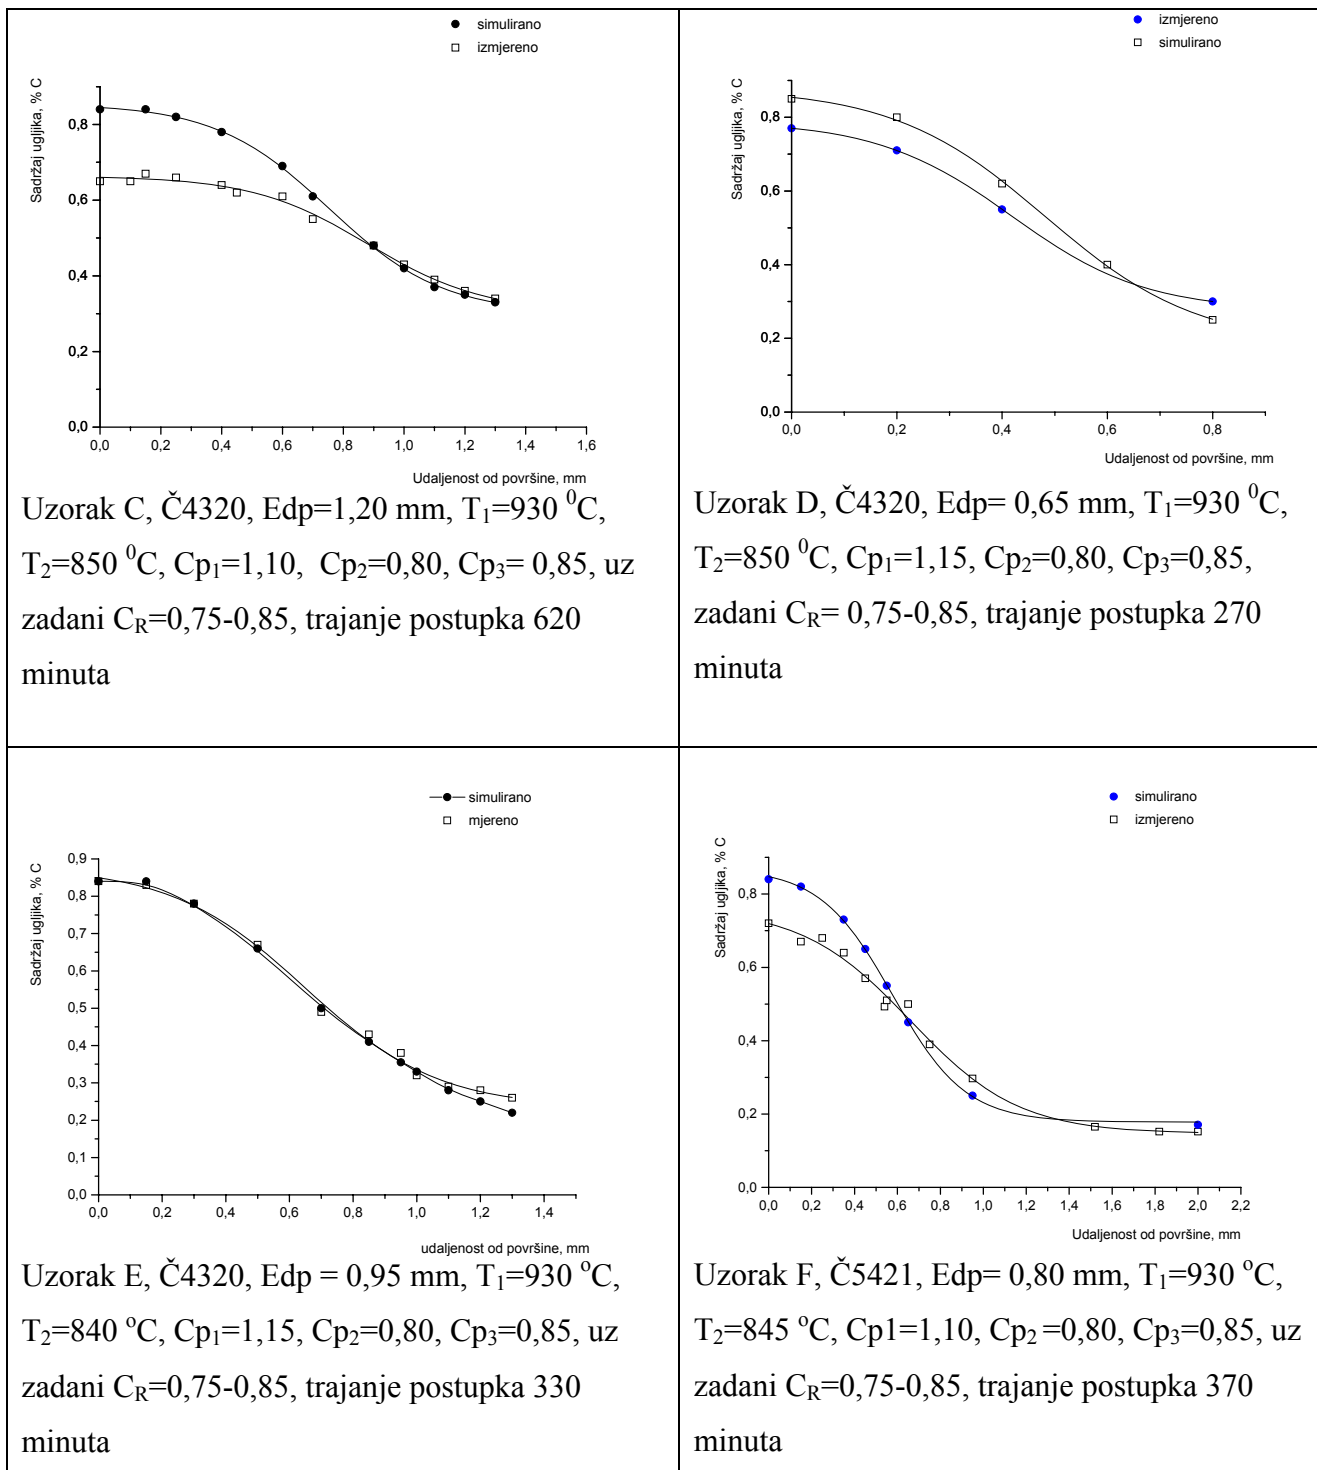 simulirano
izmjereno
0,8
0,6
0,4
0,2
0,0
Sadržaj ugljika, % C
0,0 0,2 0,4 0,6 0,8 1,0 1,2 1,4 1,6
Udaljenost od površine, mm
Uzorak C, Č4320, Edp=1,20 mm, T₁=930 ⁰C,
T₂=850 ⁰C, Cp₁=1,10, Cp₂=0,80, Cp₃= 0,85, uz
zadani C_R=0,75-0,85, trajanje postupka 620
minuta
izmjereno
simulirano
0,8
0,6
0,4
0,2
0,0
Sadržaj ugljika, % C
0,0 0,2 0,4 0,6 0,8
Udaljenost od površine, mm
Uzorak D, Č4320, Edp= 0,65 mm, T₁=930 ⁰C,
T₂=850 ⁰C, Cp₁=1,15, Cp₂=0,80, Cp₃=0,85,
zadani C_R= 0,75-0,85, trajanje postupka 270
minuta
simulirano
mjereno
0,9
0,8
0,7
0,6
0,5
0,4
0,3
0,2
0,1
0,0
Sadržaj ugljika, % C
0,0 0,2 0,4 0,6 0,8 1,0 1,2 1,4
udaljenost od površine, mm
Uzorak E, Č4320, Edp = 0,95 mm, T₁=930 ºC,
T₂=840 ºC, Cp₁=1,15, Cp₂=0,80, Cp₃=0,85, uz
zadani C_R=0,75-0,85, trajanje postupka 330
minuta
simulirano
izmjereno
0,8
0,6
0,4
0,2
0,0
Sadržaj ugljika, % C
0,0 0,2 0,4 0,6 0,8 1,0 1,2 1,4 1,6 1,8 2,0 2,2
Udaljenost od površine, mm
Uzorak F, Č5421, Edp= 0,80 mm, T₁=930 ºC,
T₂=845 ºC, Cp1=1,10, Cp₂ =0,80, Cp₃=0,85, uz
zadani C_R=0,75-0,85, trajanje postupka 370
minuta